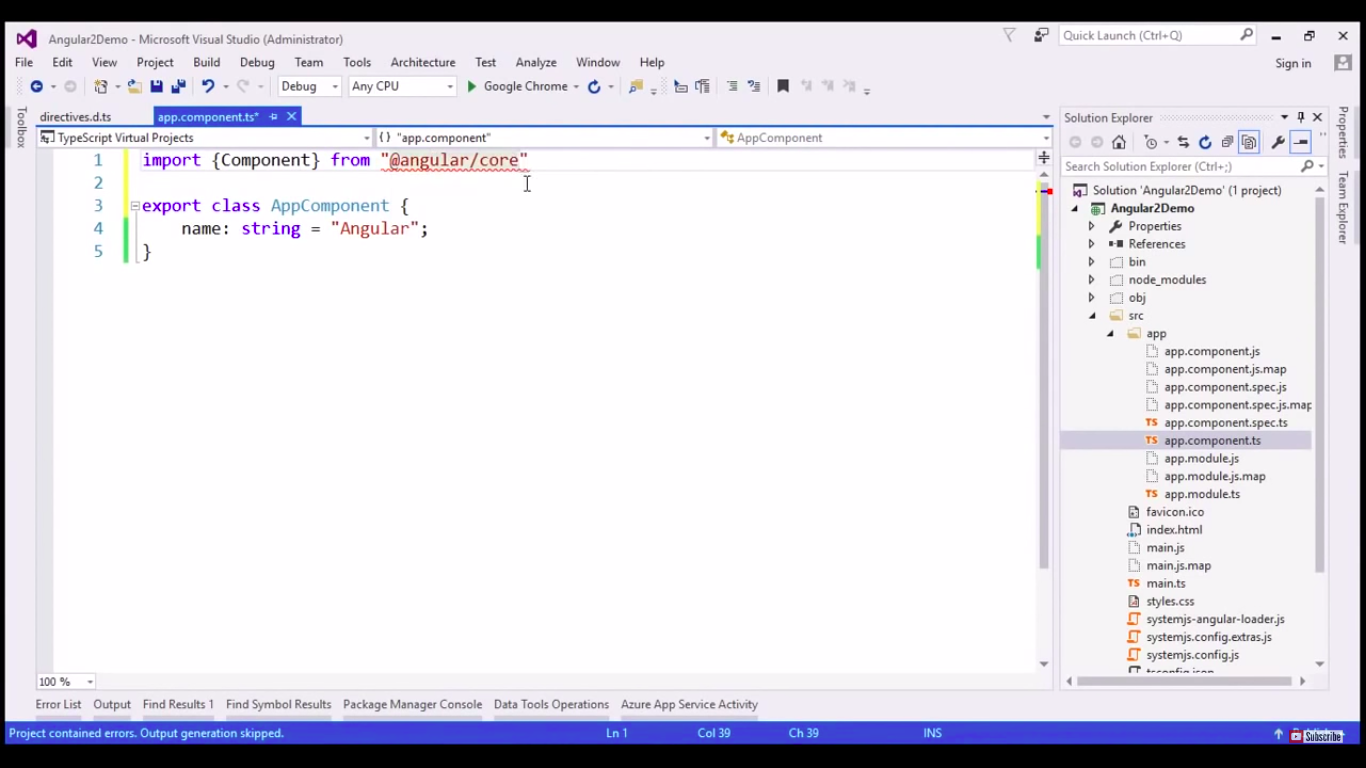 Angular2Demo - Microsoft Visual Studio (Administrator)
Quick Launch (Ctrl+Q)
File Edit View Project Build Debug Team Tools Architecture Test Analyze Window Help
Sign in
Debug Any CPU Google Chrome
Toolbox
directives.d.ts app.component.ts*
TypeScript Virtual Projects {} "app.component" AppComponent
1 import {Component} from "@angular/core"
2
3 export class AppComponent {
4 name: string = "Angular";
5 }
Solution Explorer
Search Solution Explorer (Ctrl+;)
Solution 'Angular2Demo' (1 project)
Angular2Demo
Properties
References
bin
node_modules
obj
src
app
app.component.js
app.component.js.map
app.component.spec.js
app.component.spec.js.map
TS app.component.spec.ts
TS app.component.ts
app.module.js
app.module.js.map
TS app.module.ts
favicon.ico
index.html
main.js
main.js.map
TS main.ts
styles.css
systemjs-angular-loader.js
systemjs.config.extras.js
systemjs.config.js
tsconfig.json
Properties
Team Explorer
100 %
Error List Output Find Results 1 Find Symbol Results Package Manager Console Data Tools Operations Azure App Service Activity
Project contained errors. Output generation skipped. Ln 1 Col 39 Ch 39 INS
Subscribe